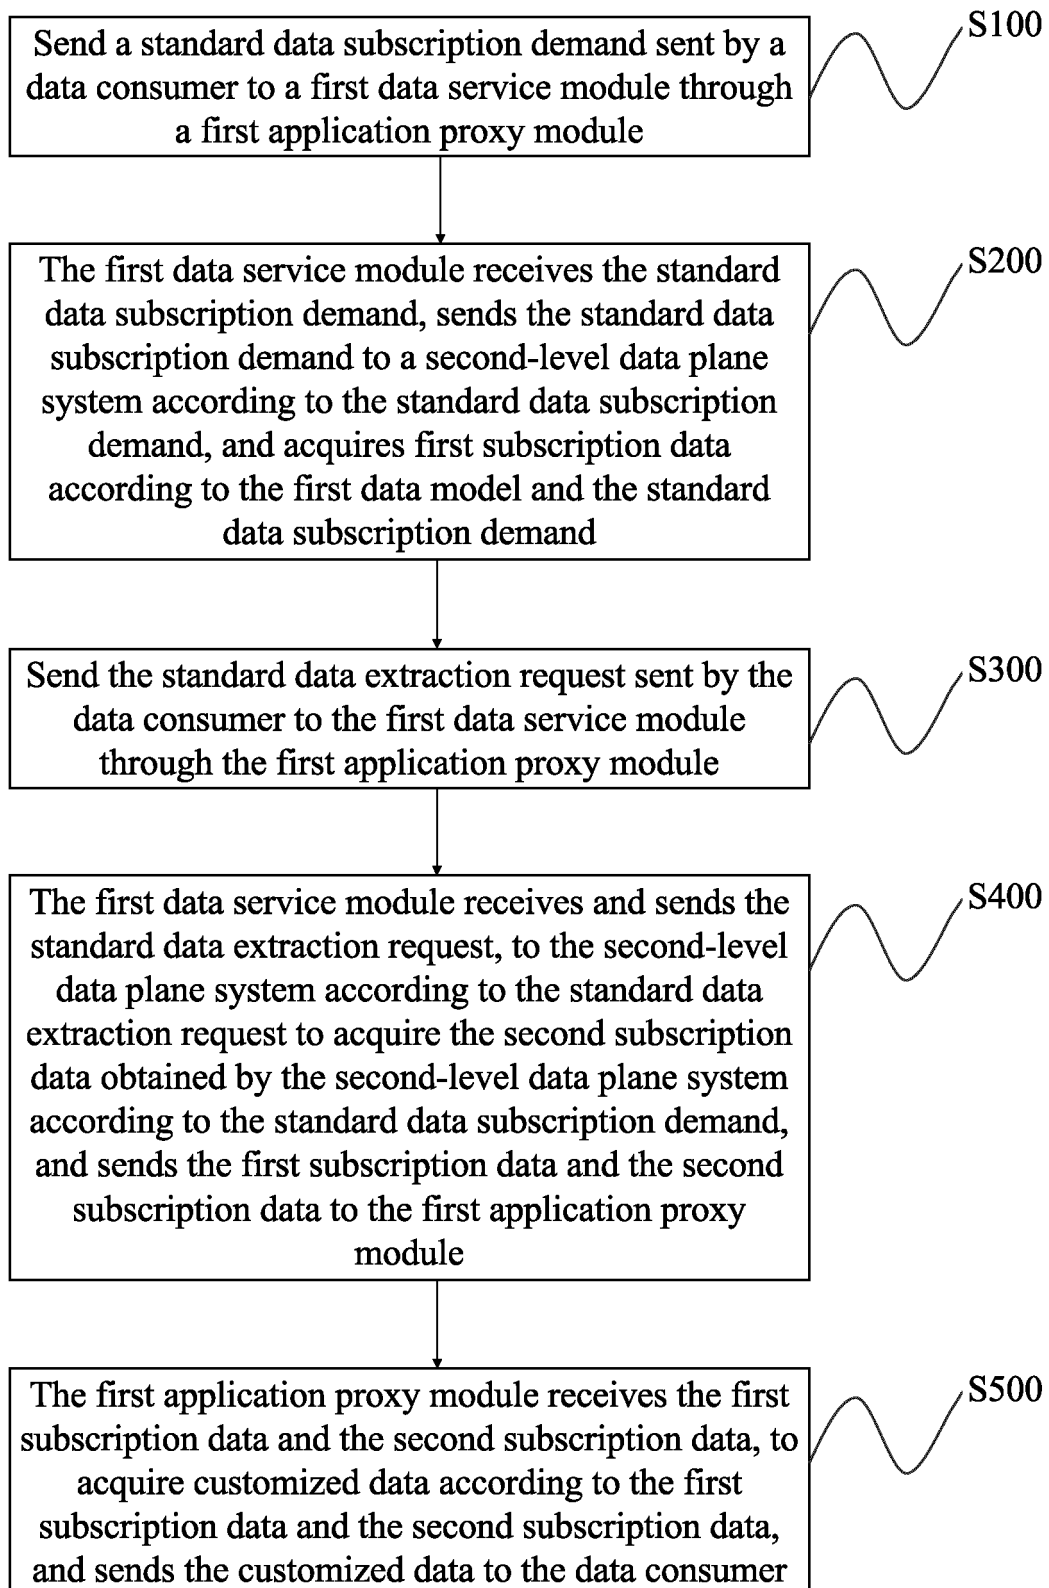 Send a standard data subscription demand sent by a
data consumer to a first data service module through
a first application proxy module
S100
The first data service module receives the standard
data subscription demand, sends the standard data
subscription demand to a second-level data plane
system according to the standard data subscription
demand, and acquires first subscription data
according to the first data model and the standard
data subscription demand
S200
Send the standard data extraction request sent by the
data consumer to the first data service module
through the first application proxy module
S300
The first data service module receives and sends the
standard data extraction request, to the second-level
data plane system according to the standard data
extraction request to acquire the second subscription
data obtained by the second-level data plane system
according to the standard data subscription demand,
and sends the first subscription data and the second
subscription data to the first application proxy
module
S400
The first application proxy module receives the first
subscription data and the second subscription data, to
acquire customized data according to the first
subscription data and the second subscription data,
and sends the customized data to the data consumer
S500